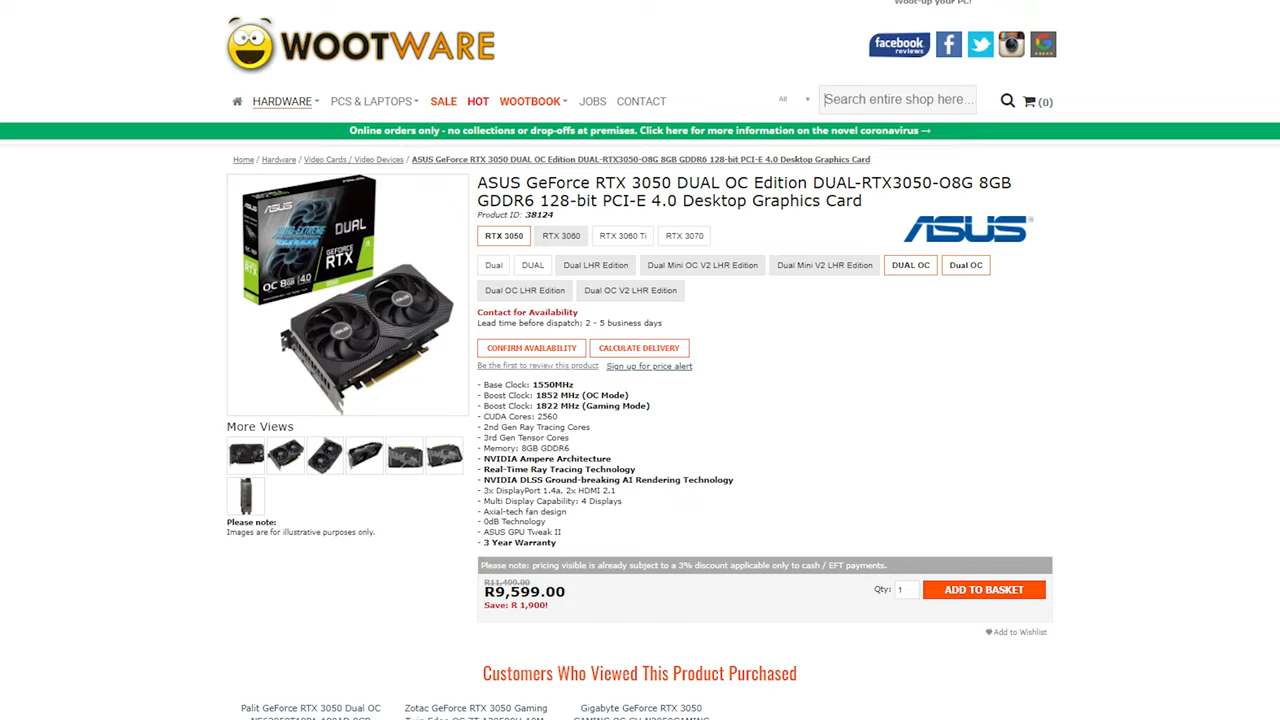 Woot-up your PC!
WOOTWARE
facebook
reviews
HARDWARE
PCS & LAPTOPS
SALE
HOT
WOOTBOOK
JOBS
CONTACT
All
Search entire shop here...
(0)
Online orders only - no collections or drop-offs at premises. Click here for more information on the novel coronavirus →
Home / Hardware / Video Cards / Video Devices / ASUS GeForce RTX 3050 DUAL OC Edition DUAL-RTX3050-O8G 8GB GDDR6 128-bit PCI-E 4.0 Desktop Graphics Card
ASUS GeForce RTX 3050 DUAL OC Edition DUAL-RTX3050-O8G 8GB
GDDR6 128-bit PCI-E 4.0 Desktop Graphics Card
Product ID: 38124
ASUS
RTX 3050
RTX 3060
RTX 3060 Ti
RTX 3070
Dual
DUAL
Dual LHR Edition
Dual Mini OC V2 LHR Edition
Dual Mini V2 LHR Edition
DUAL OC
Dual OC
Dual OC LHR Edition
Dual OC V2 LHR Edition
Contact for Availability
Lead time before dispatch; 2 - 5 business days
CONFIRM AVAILABILITY
CALCULATE DELIVERY
Be the first to review this product
Sign up for price alert
- Base Clock: 1550MHz
- Boost Clock: 1852 MHz (OC Mode)
- Boost Clock: 1822 MHz (Gaming Mode)
- CUDA Cores: 2560
- 2nd Gen Ray Tracing Cores
- 3rd Gen Tensor Cores
- Memory: 8GB GDDR6
- NVIDIA Ampere Architecture
- Real-Time Ray Tracing Technology
- NVIDIA DLSS Ground-breaking AI Rendering Technology
- 3x DisplayPort 1.4a, 2x HDMI 2.1
- Multi Display Capability: 4 Displays
- Axial-tech fan design
- 0dB Technology
- ASUS GPU Tweak II
- 3 Year Warranty
ASUS
DUAL
GEFORCE
RTX
OC 8GB 4.0
More Views
Please note:
Images are for illustrative purposes only.
Please note: pricing visible is already subject to a 3% discount applicable only to cash / EFT payments.
R11,499.00
R9,599.00
Save: R 1,900!
Qty: 1
ADD TO BASKET
Add to Wishlist
Customers Who Viewed This Product Purchased
Palit GeForce RTX 3050 Dual OC
Zotac GeForce RTX 3050 Gaming
Gigabyte GeForce RTX 3050